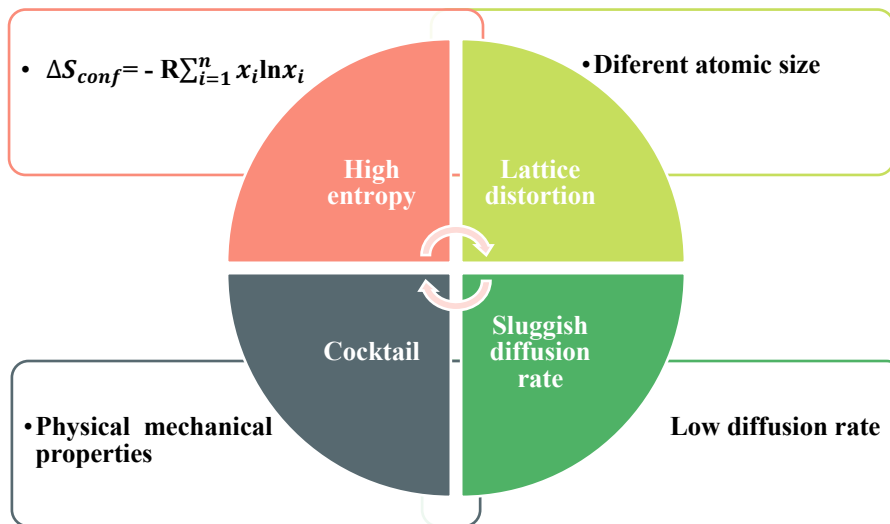 • ΔS_conf = - R∑_{i=1}^{n} x_i ln x_i
•Diferent atomic size
High
entropy
Lattice
distortion
Cocktail
Sluggish
diffusion
rate
•Physical mechanical
properties
Low diffusion rate